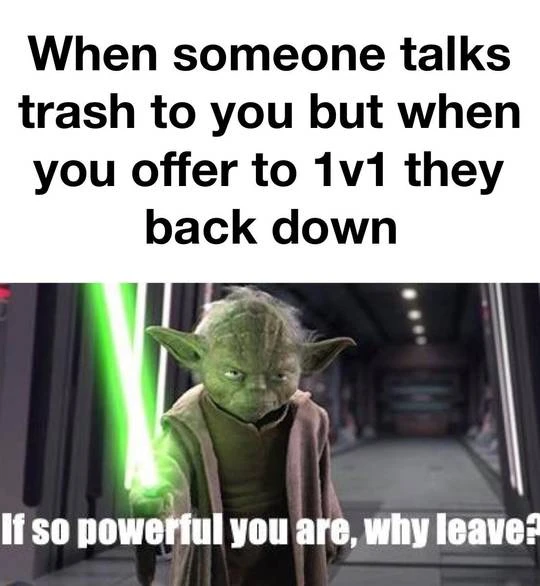 When someone talks
trash to you but when
you offer to 1v1 they
back down
If so powerful you are, why leave?